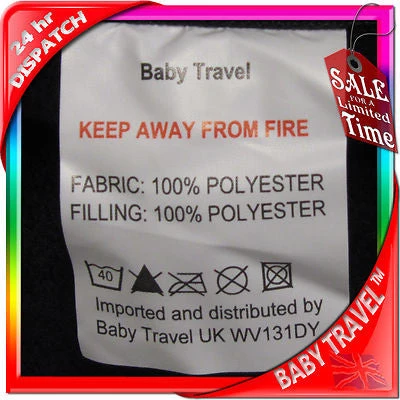 24 hr
DISPATCH
SALE
FOR A
Limited
Time
Baby Travel
KEEP AWAY FROM FIRE
FABRIC: 100% POLYESTER
FILLING: 100% POLYESTER
40
Imported and distributed by
Baby Travel UK WV131DY
BABY TRAVEL™